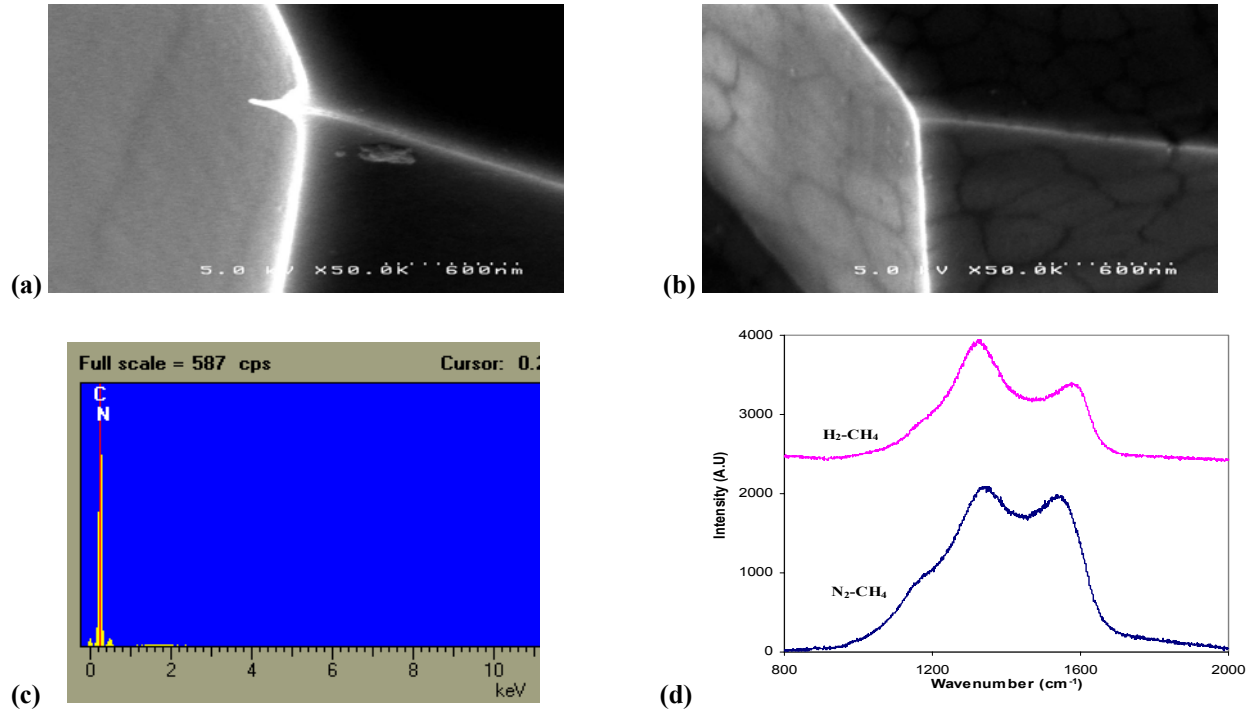 5.0 kV X50.0K 600nm
(a)
5.0 kV X50.0K 600nm
(b)
Full scale = 587 cps Cursor: 0.2
C
N
0 2 4 6 8 10
keV
(c)
4000
3000
2000
1000
0
Intensity (A.U)
H₂-CH₄
N₂-CH₄
800 1200 1600 2000
Wavenumber (cm⁻¹)
(d)